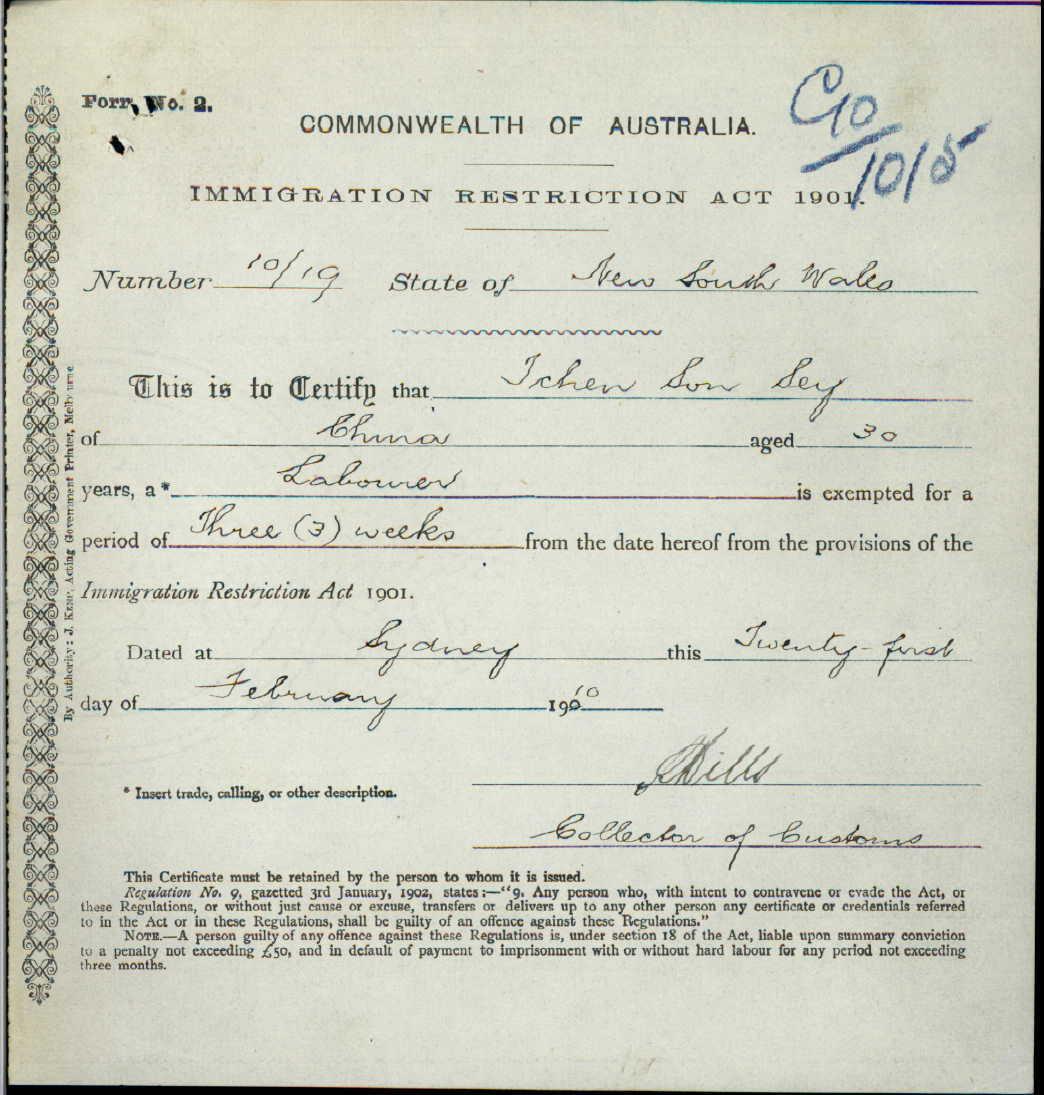 Form No. 2.
C10/1015
COMMONWEALTH OF AUSTRALIA.
IMMIGRATION RESTRICTION ACT 1901.
Number 10/19 State of New South Wales
This is to Certify that Tchen Son Sey
of China aged 30
years, a* Labourer is exempted for a
period of Three (3) weeks from the date hereof from the provisions of the
Immigration Restriction Act 1901.
Dated at Sydney this Twenty-first
day of February 1910
* Insert trade, calling, or other description.
Collector of Customs
This Certificate must be retained by the person to whom it is issued.
Regulation No. 9, gazetted 3rd January, 1902, states:—"9. Any person who, with intent to contravene or evade the Act, or
these Regulations, or without just cause or excuse, transfers or delivers up to any other person any certificate or credentials referred
to in the Act or in these Regulations, shall be guilty of an offence against these Regulations."
NOTE.—A person guilty of any offence against these Regulations is, under section 18 of the Act, liable upon summary conviction
to a penalty not exceeding £50, and in default of payment to imprisonment with or without hard labour for any period not exceeding
three months.
By Authority: J. KEMP, Acting Government Printer, Melbourne.